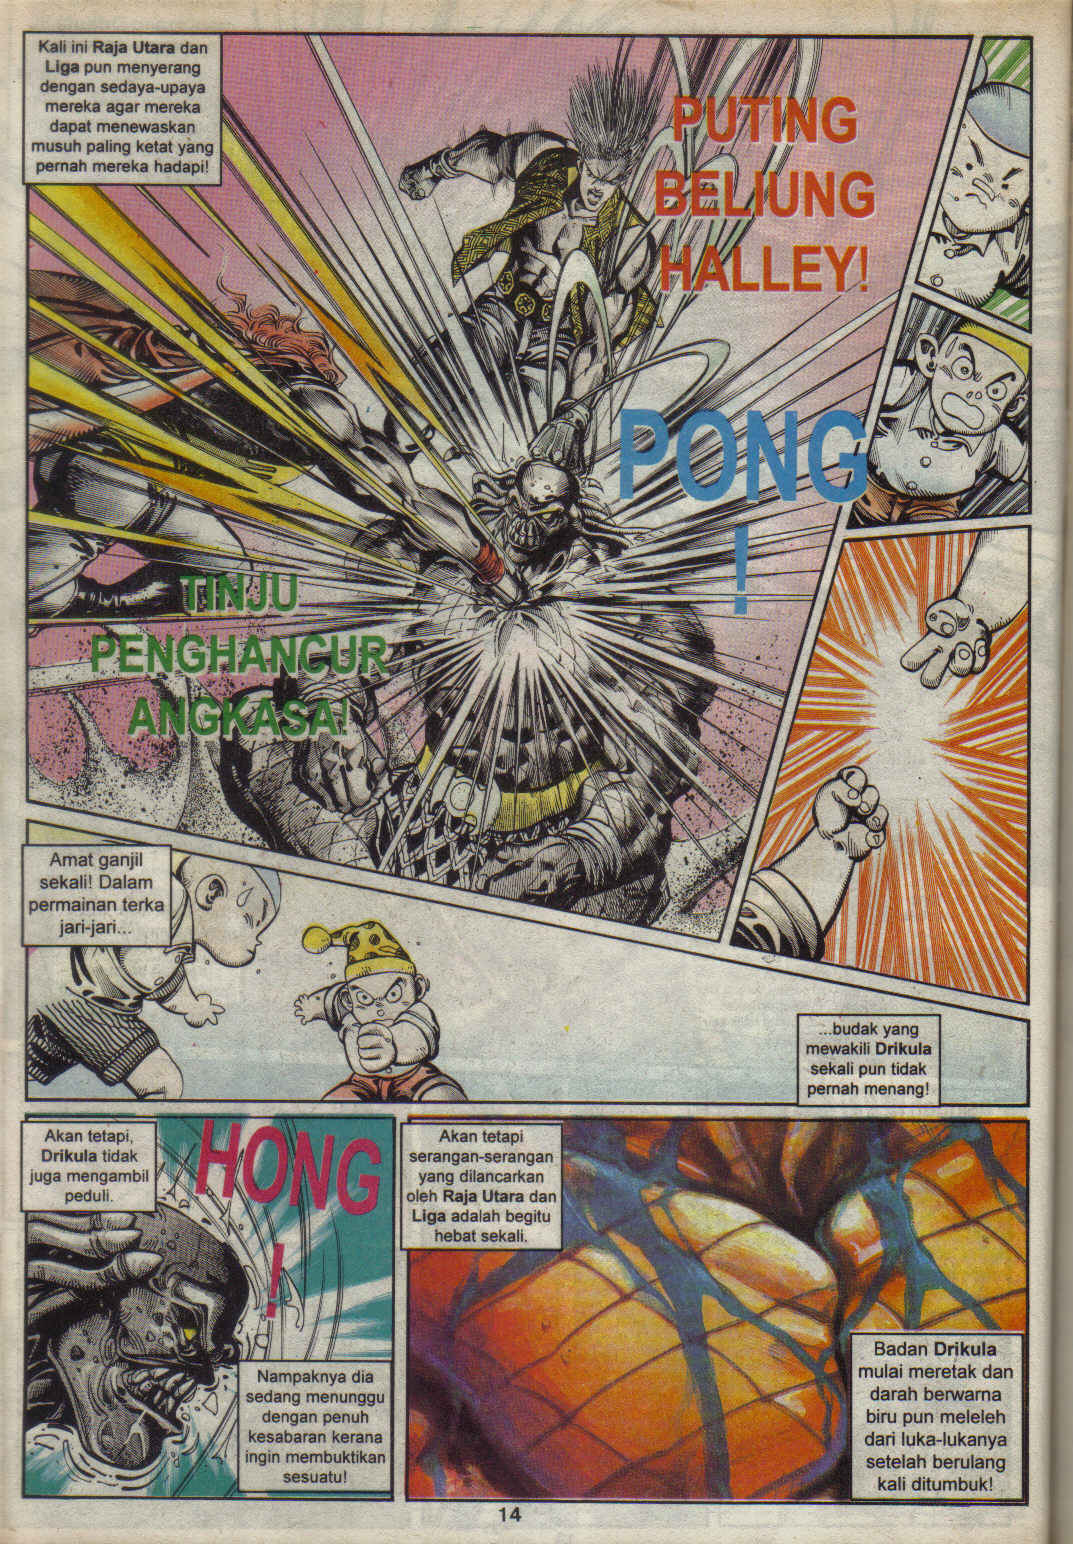 Kali ini Raja Utara dan
Liga pun menyerang
dengan sedaya-upaya
mereka agar mereka
dapat menewaskan
musuh paling ketat yang
pernah mereka hadapi!
PUTING
BELIUNG
HALLEY!
PONG
!
TINJU
PENGHANCUR
ANGKASA!
Amat ganjil
sekali! Dalam
permainan terka
jari-jari...
...budak yang
mewakili Drikula
sekali pun tidak
pernah menang!
Akan tetapi,
Drikula tidak
juga mengambil
peduli.
HONG
!
Nampaknya dia
sedang menunggu
dengan penuh
kesabaran kerana
ingin membuktikan
sesuatu!
Akan tetapi
serangan-serangan
yang dilancarkan
oleh Raja Utara dan
Liga adalah begitu
hebat sekali.
Badan Drikula
mulai meretak dan
darah berwarna
biru pun meleleh
dari luka-lukanya
setelah berulang
kali ditumbuk!
14